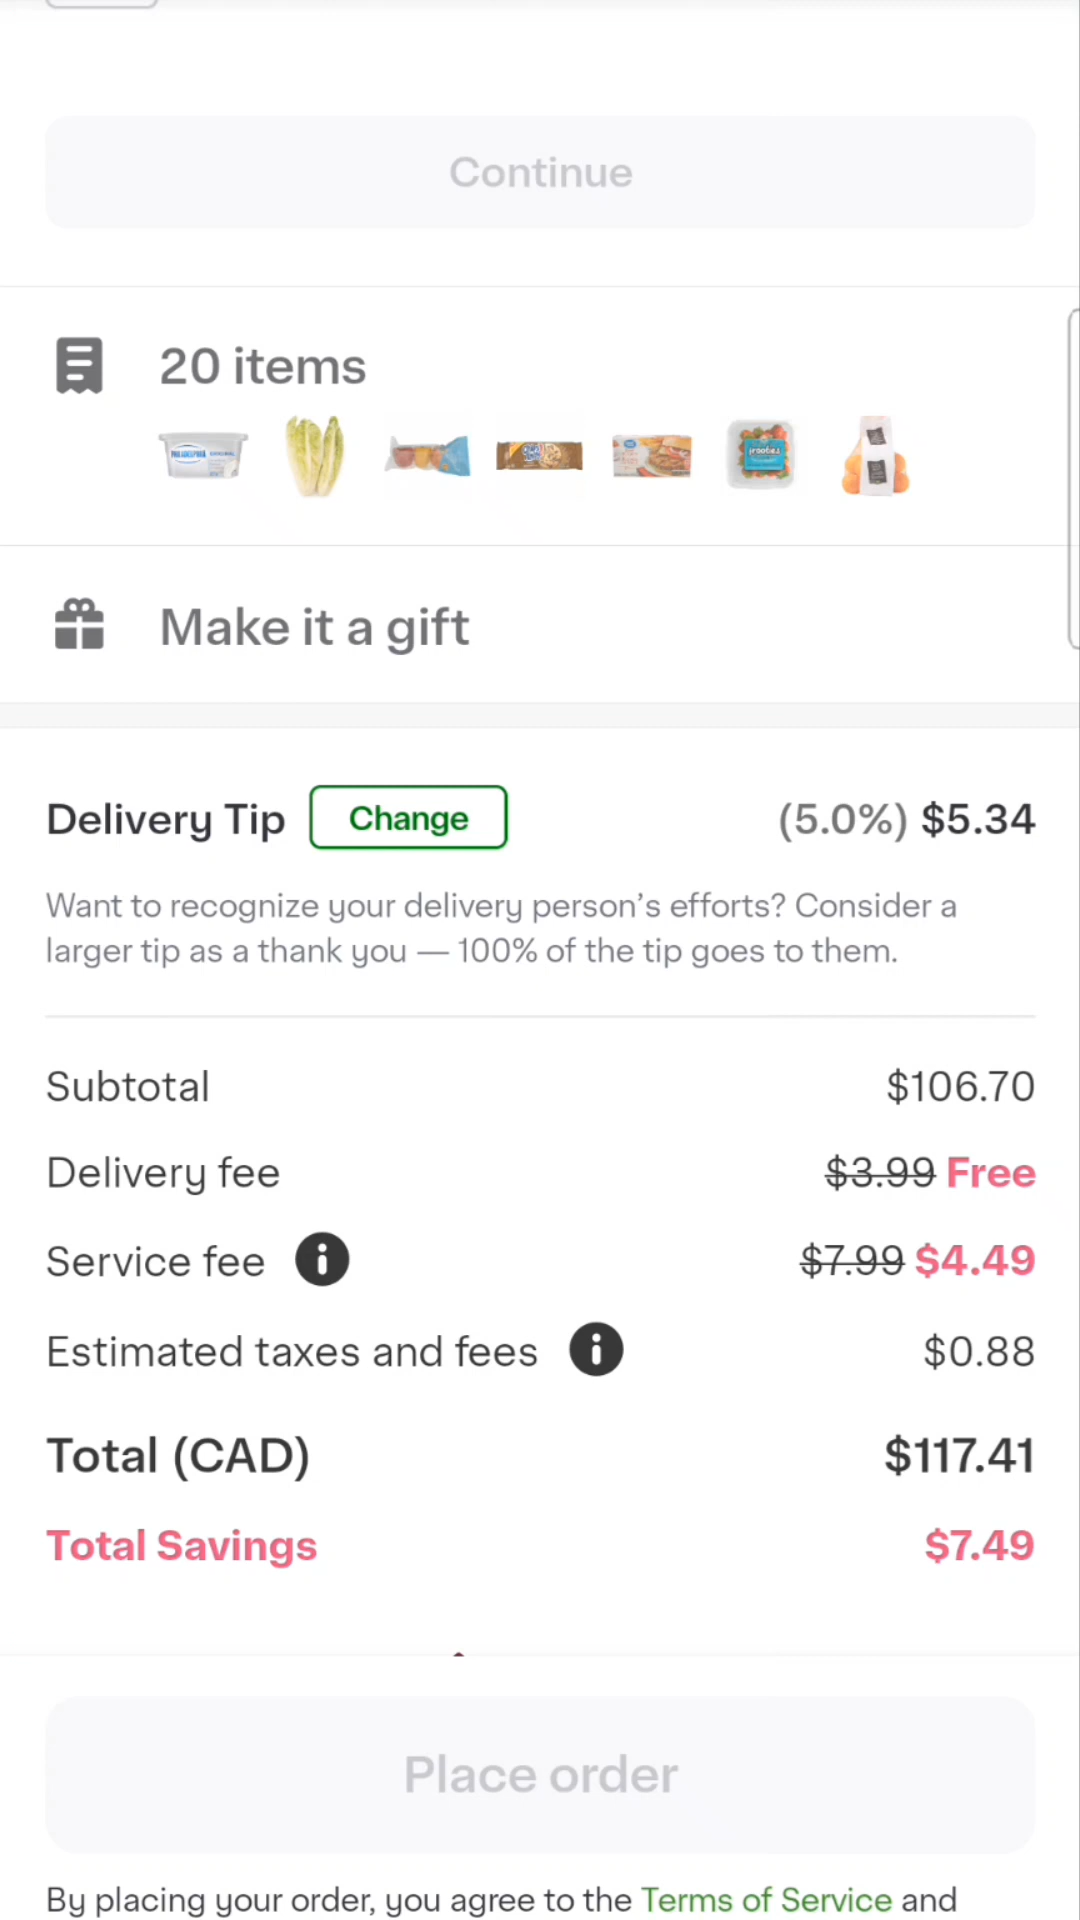 Continue
20 items
PHILADELPHIA ORIGINAL
Make it a gift
Delivery Tip Change (5.0%) $5.34
Want to recognize your delivery person's efforts? Consider a
larger tip as a thank you — 100% of the tip goes to them.
Subtotal $106.70
Delivery fee $3.99 Free
Service fee $7.99 $4.49
Estimated taxes and fees $0.88
Total (CAD) $117.41
Total Savings $7.49
Place order
By placing your order, you agree to the Terms of Service and